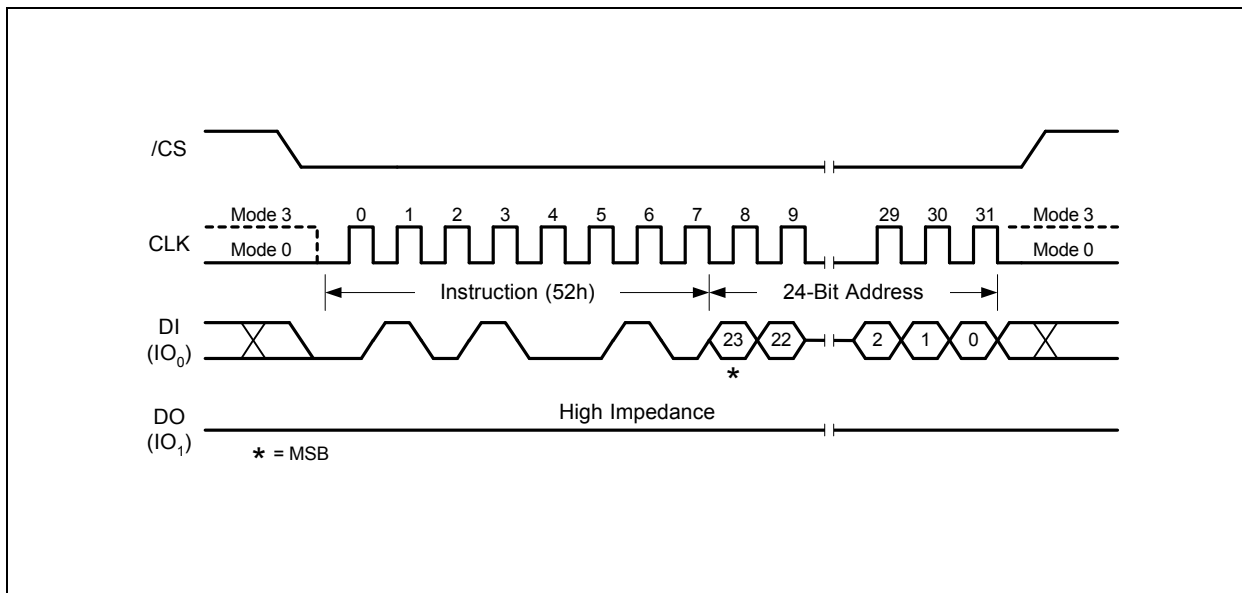 /CS
Mode 3 0 1 2 3 4 5 6 7 8 9 29 30 31 Mode 3
CLK Mode 0 Mode 0
Instruction (52h) 24-Bit Address
DI
(IO₀) 23 22 2 1 0
*
DO High Impedance
(IO₁)
* = MSB